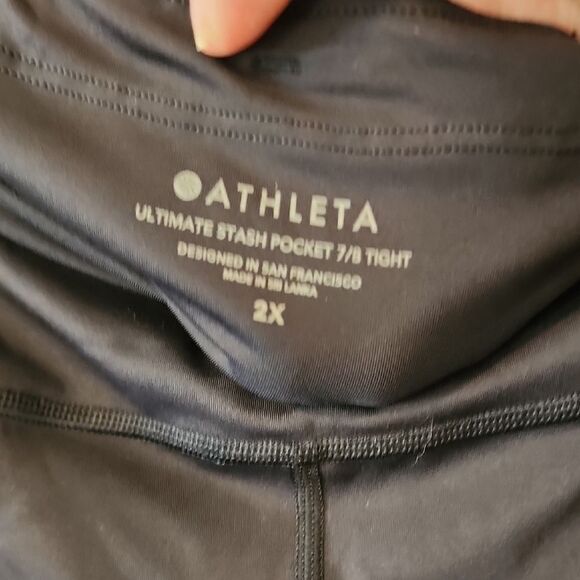 ATHLETA
ULTIMATE STASH POCKET 7/8 TIGHT
DESIGNED IN SAN FRANCISCO
MADE IN SRI LANKA
2X